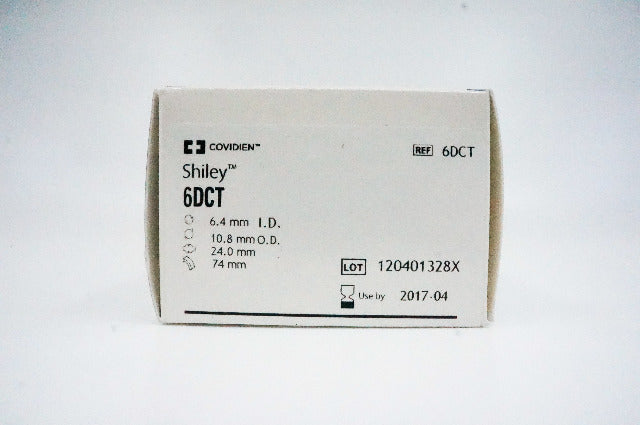 COVIDIEN™
REF 6DCT
Shiley™
6DCT
6.4 mm I.D.
10.8 mm O.D.
24.0 mm
74 mm
LOT 120401328X
Use by 2017-04